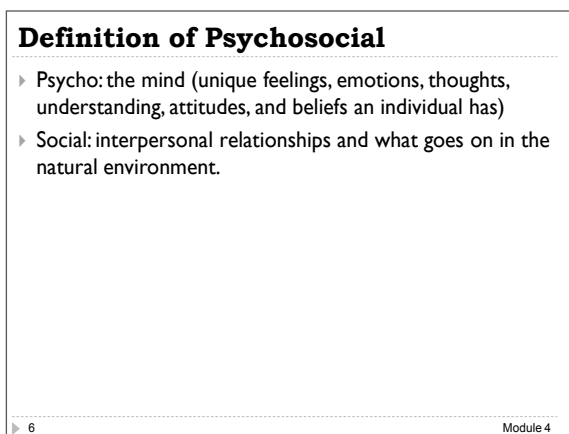 Definition of Psychosocial
Psycho: the mind (unique feelings, emotions, thoughts,
understanding, attitudes, and beliefs an individual has)
Social: interpersonal relationships and what goes on in the
natural environment.
6
Module 4